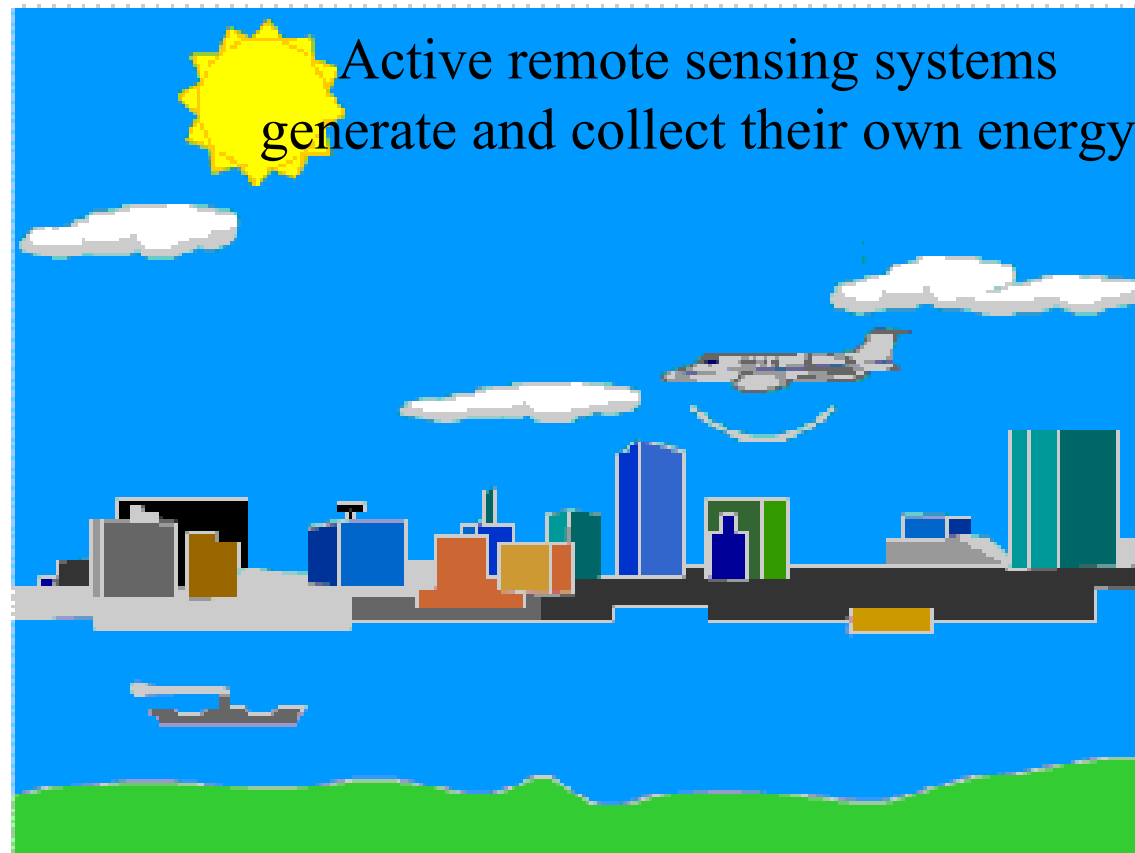 Active remote sensing systems
generate and collect their own energy